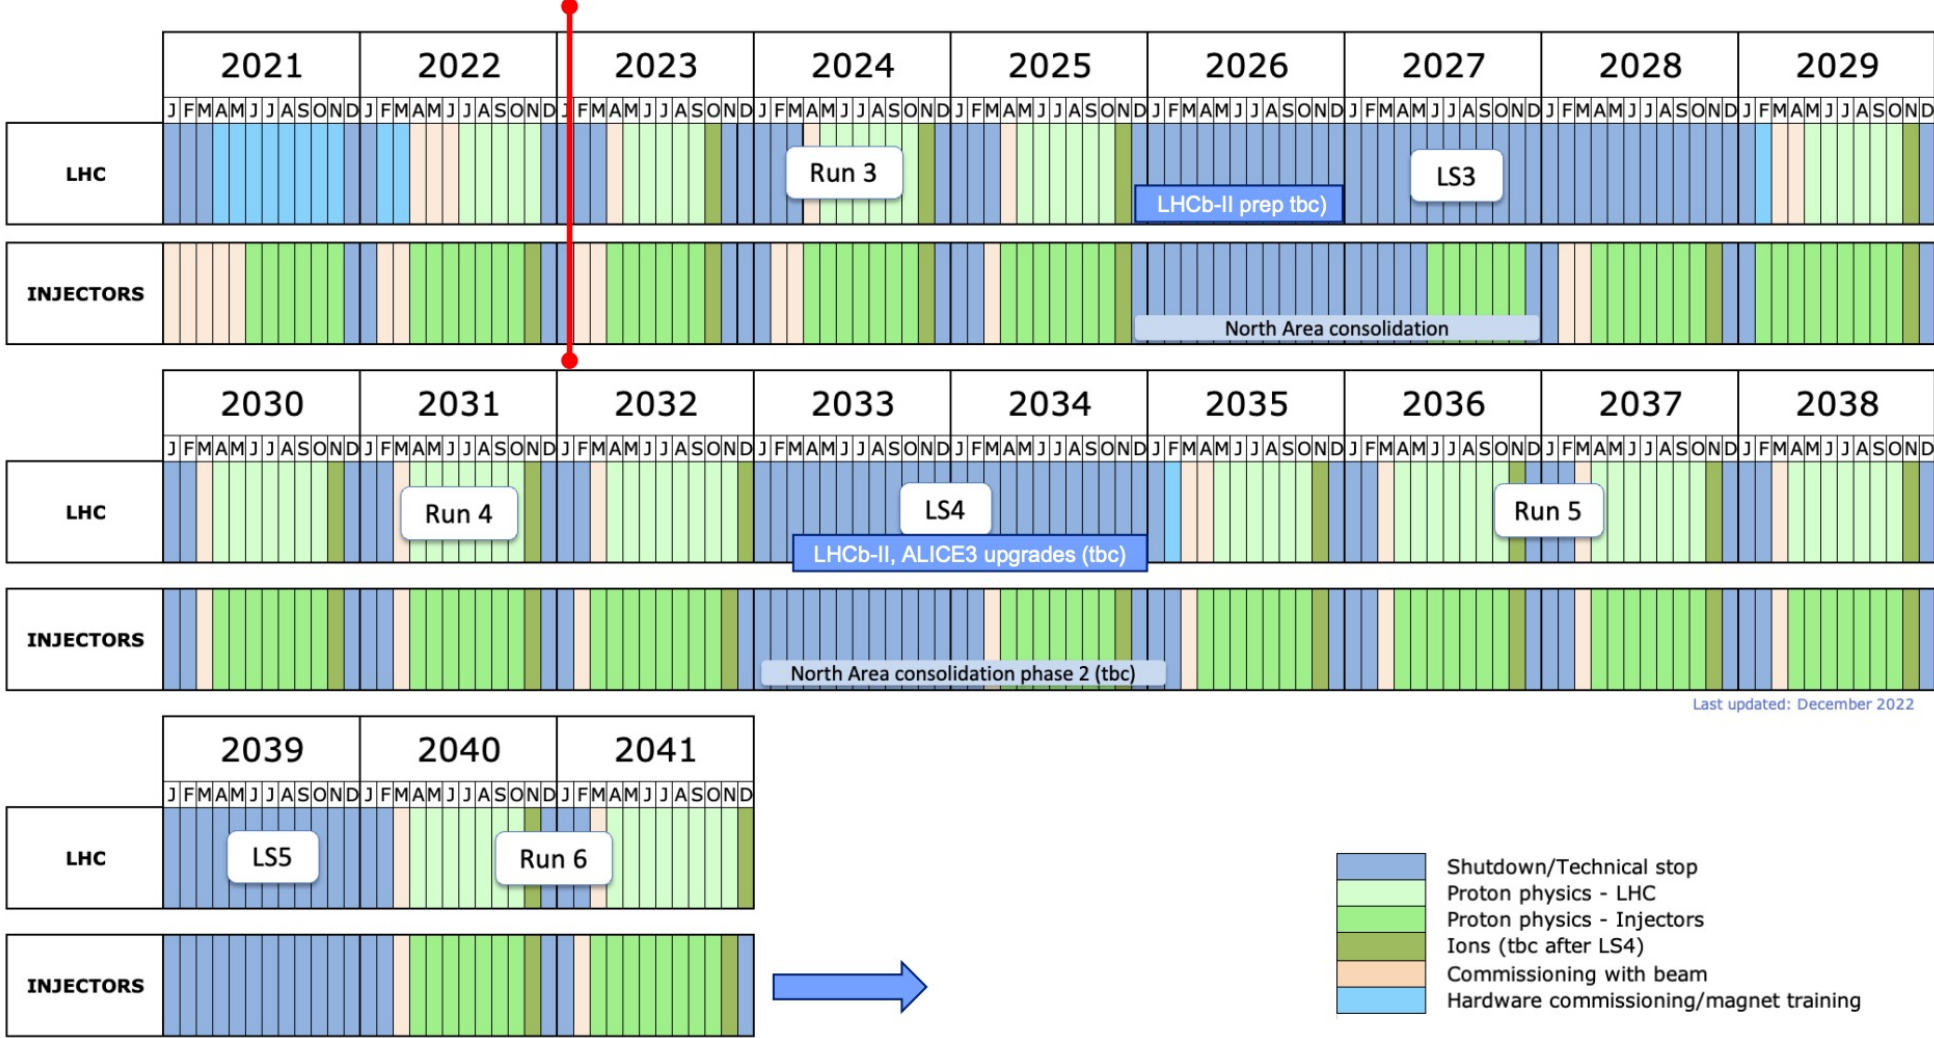 2021 2022 2023 2024 2025 2026 2027 2028 2029
J F M A M J J A S O N D J F M A M J J A S O N D J F M A M J J A S O N D J F M A M J J A S O N D J F M A M J J A S O N D J F M A M J J A S O N D J F M A M J J A S O N D J F M A M J J A S O N D J F M A M J J A S O N D
LHC
Run 3
LS3
LHCb-II prep tbc)
INJECTORS
North Area consolidation
2030 2031 2032 2033 2034 2035 2036 2037 2038
J F M A M J J A S O N D J F M A M J J A S O N D J F M A M J J A S O N D J F M A M J J A S O N D J F M A M J J A S O N D J F M A M J J A S O N D J F M A M J J A S O N D J F M A M J J A S O N D J F M A M J J A S O N D
LHC
Run 4
LS4
Run 5
LHCb-II, ALICE3 upgrades (tbc)
INJECTORS
North Area consolidation phase 2 (tbc)
Last updated: December 2022
2039 2040 2041
J F M A M J J A S O N D J F M A M J J A S O N D J F M A M J J A S O N D
LHC
LS5
Run 6
INJECTORS
Shutdown/Technical stop
Proton physics - LHC
Proton physics - Injectors
Ions (tbc after LS4)
Commissioning with beam
Hardware commissioning/magnet training